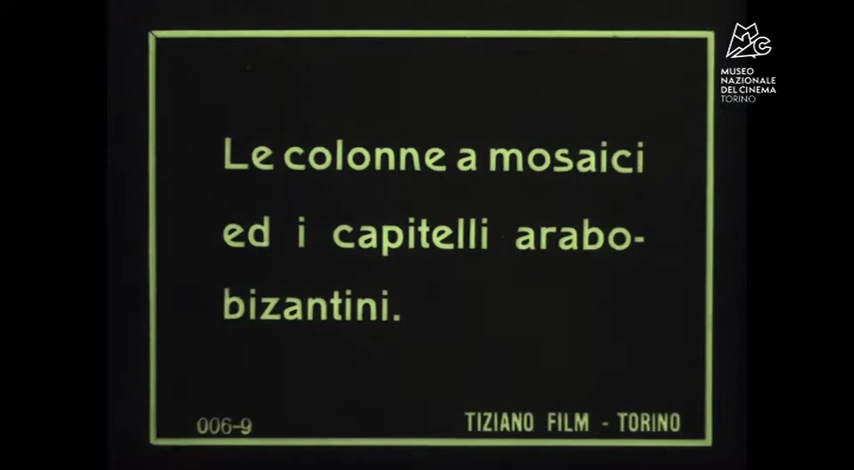 MUSEO
NAZIONALE
DEL CINEMA
TORINO
Le colonne a mosaici
ed i capitelli arabo-
bizantini.
006-9
TIZIANO FILM - TORINO